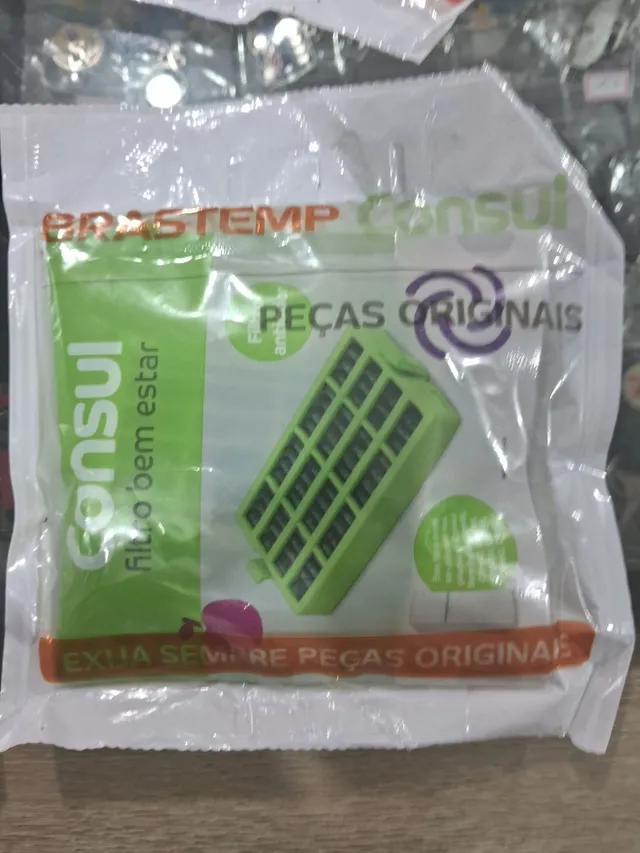 BRASTEMP consul
PEÇAS ORIGINAIS
consul
filtro bem estar
EXIJA SEMPRE PEÇAS ORIGINAIS